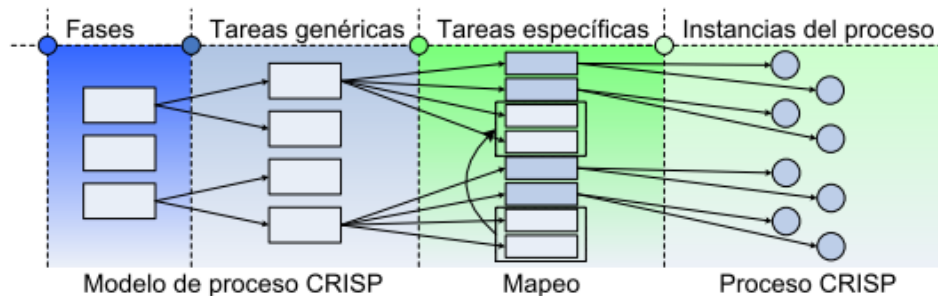 Fases Tareas genéricas Tareas específicas Instancias del proceso
Modelo de proceso CRISP Mapeo Proceso CRISP